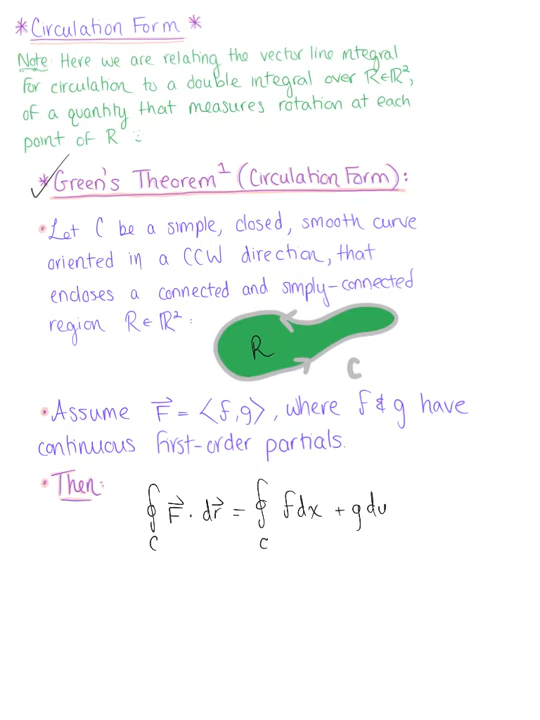 *Circulation Form*
Note: Here we are relating the vector line integral
for circulation to a double integral over R∈ℝ²,
of a quantity that measures rotation at each
point of R :
*Green's Theorem¹ (Circulation Form):
• Let C be a simple, closed, smooth curve
oriented in a CCW direction, that
encloses a connected and simply-connected
region R∈ℝ² :
R
C
• Assume F⃗ = ⟨f,g⟩, where f & g have
continuous first-order partials.
• Then:
∮ F⃗ · dr⃗ = ∮ fdx + gdu
C C